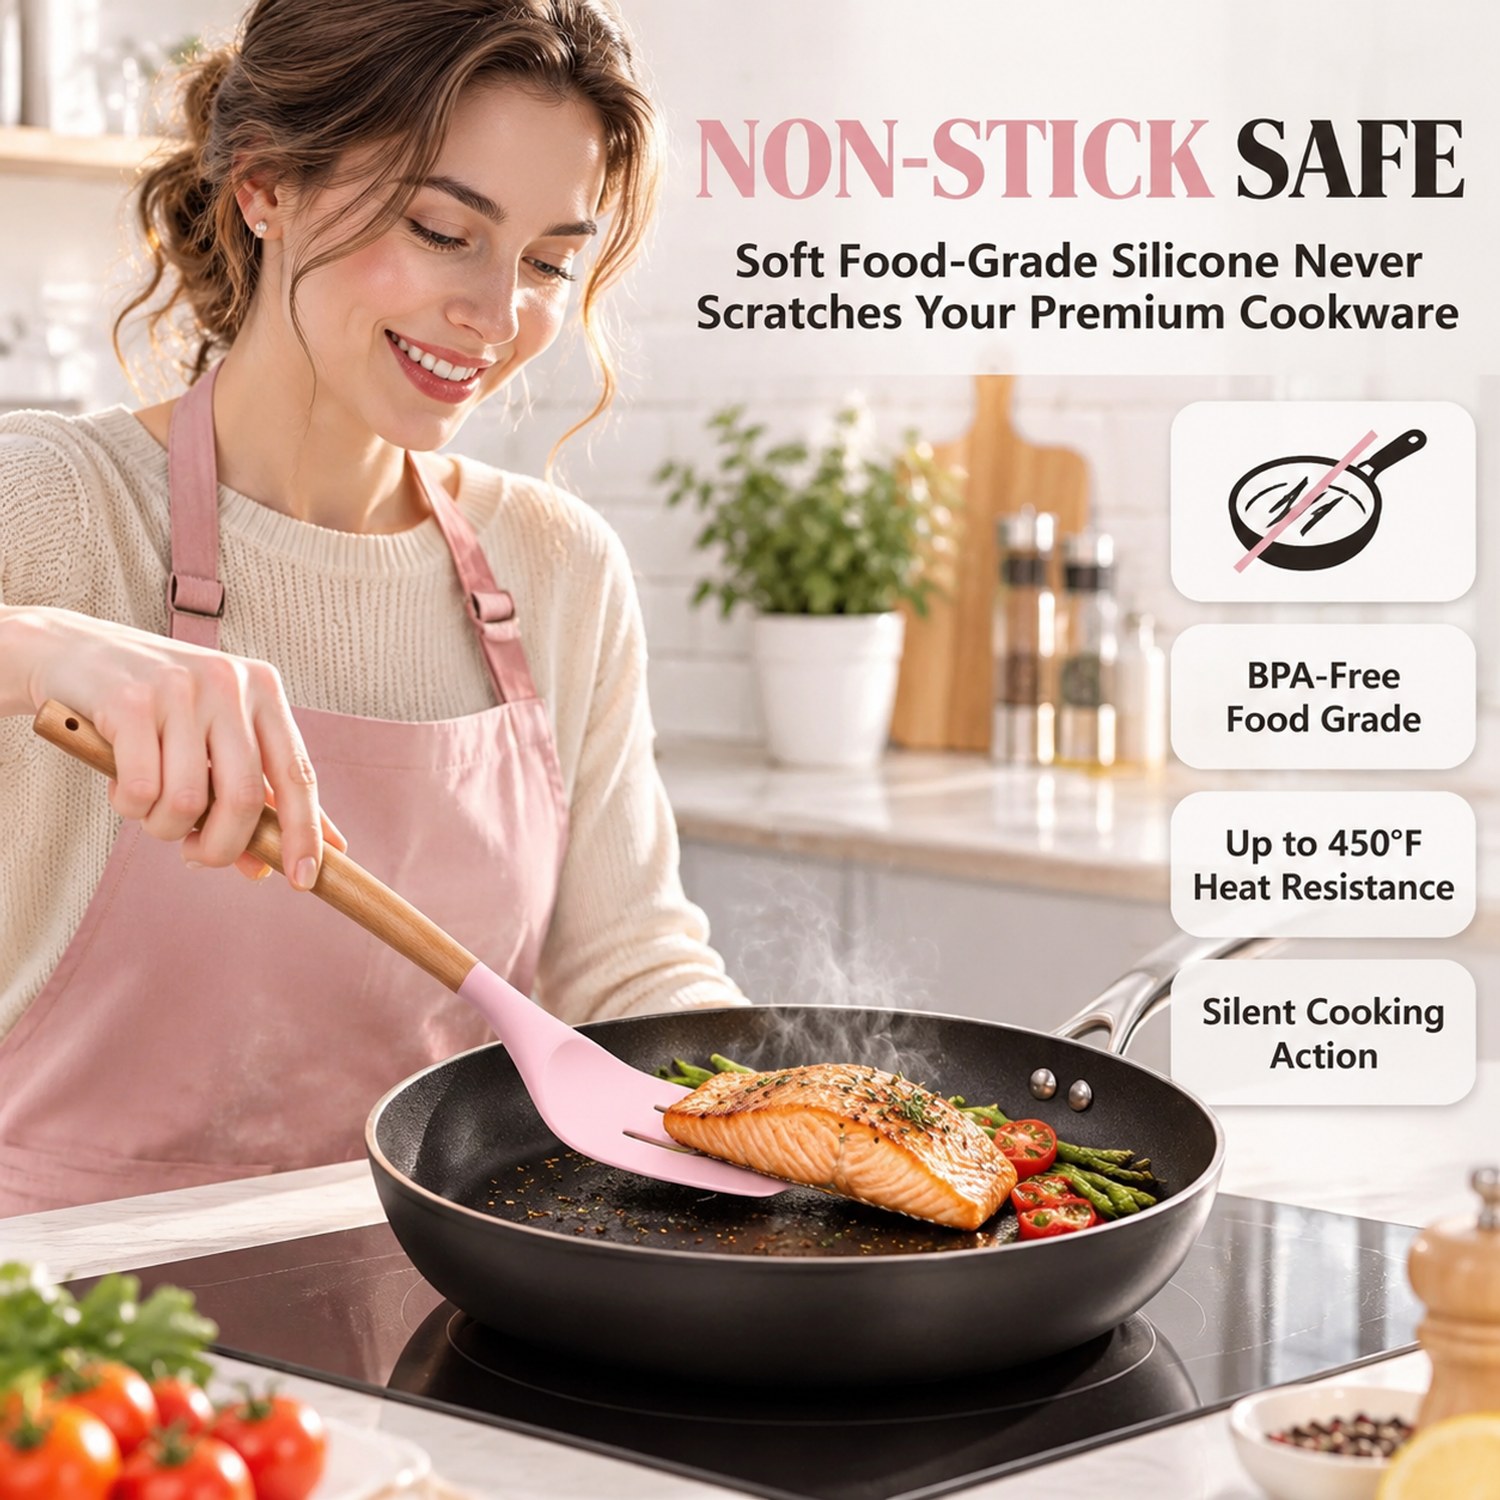 NON-STICK SAFE
Soft Food-Grade Silicone Never
Scratches Your Premium Cookware
BPA-Free
Food Grade
Up to 450°F
Heat Resistance
Silent Cooking
Action